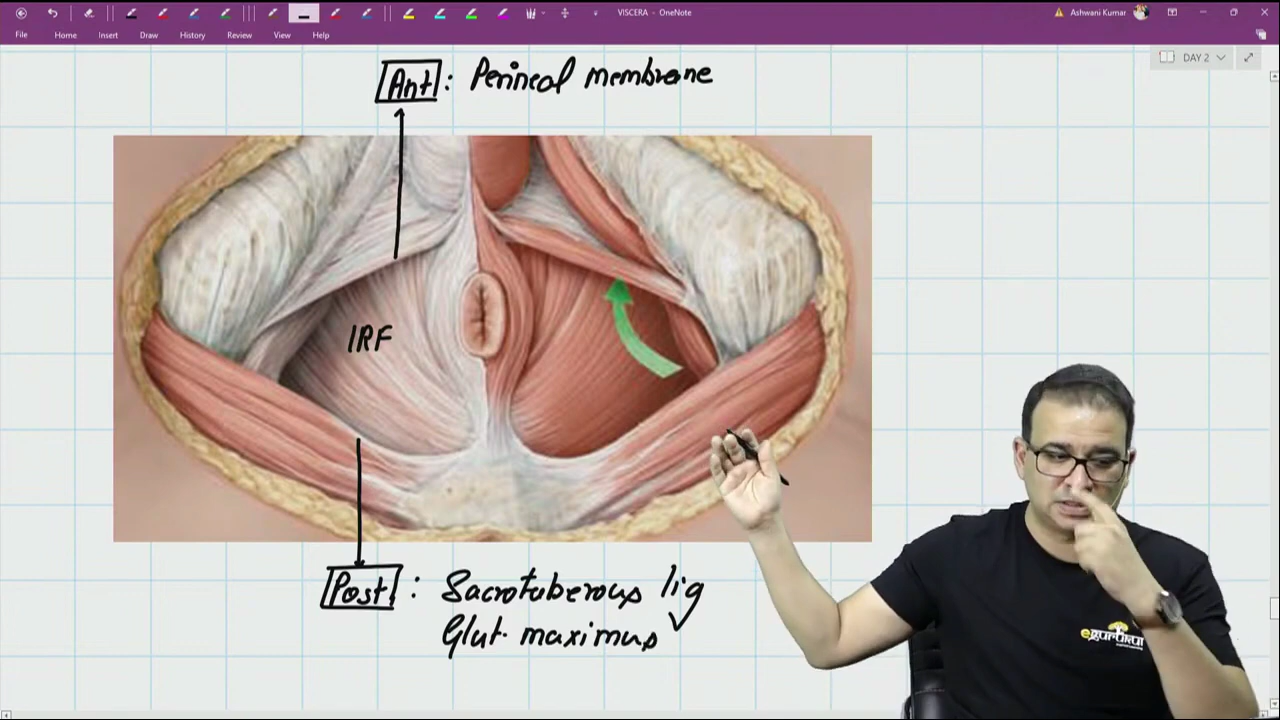 VISCERA - OneNote
Ashwani Kumar
File Home Insert Draw History Review View Help
DAY 2
Ant : Perineal membrane
IRF
Post : Sacrotuberous lig
Glut. maximus
egurukul